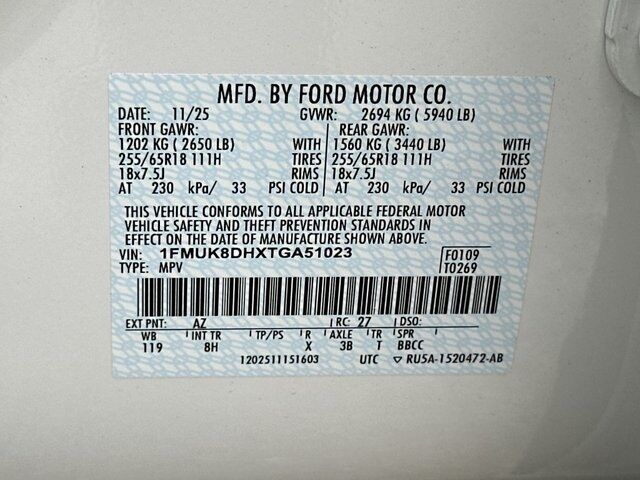 MFD. BY FORD MOTOR CO.
DATE: 11/25 GVWR: 2694 KG ( 5940 LB)
FRONT GAWR: REAR GAWR:
1202 KG ( 2650 LB) WITH 1560 KG ( 3440 LB) WITH
255/65R18 111H TIRES 255/65R18 111H TIRES
18x7.5J RIMS 18x7.5J RIMS
AT 230 kPa/ 33 PSI COLD AT 230 kPa/ 33 PSI COLD
THIS VEHICLE CONFORMS TO ALL APPLICABLE FEDERAL MOTOR
VEHICLE SAFETY AND THEFT PREVENTION STANDARDS IN
EFFECT ON THE DATE OF MANUFACTURE SHOWN ABOVE.
VIN: 1FMUK8DHXTGA51023 F0109
TYPE: MPV T0269
EXT PNT: AZ RC: 27 DSO:
WB INT TR TP/PS R AXLE TR SPR
119 8H X 3B T BBCC
1202511151603 UTC ▽ RU5A-1520472-AB